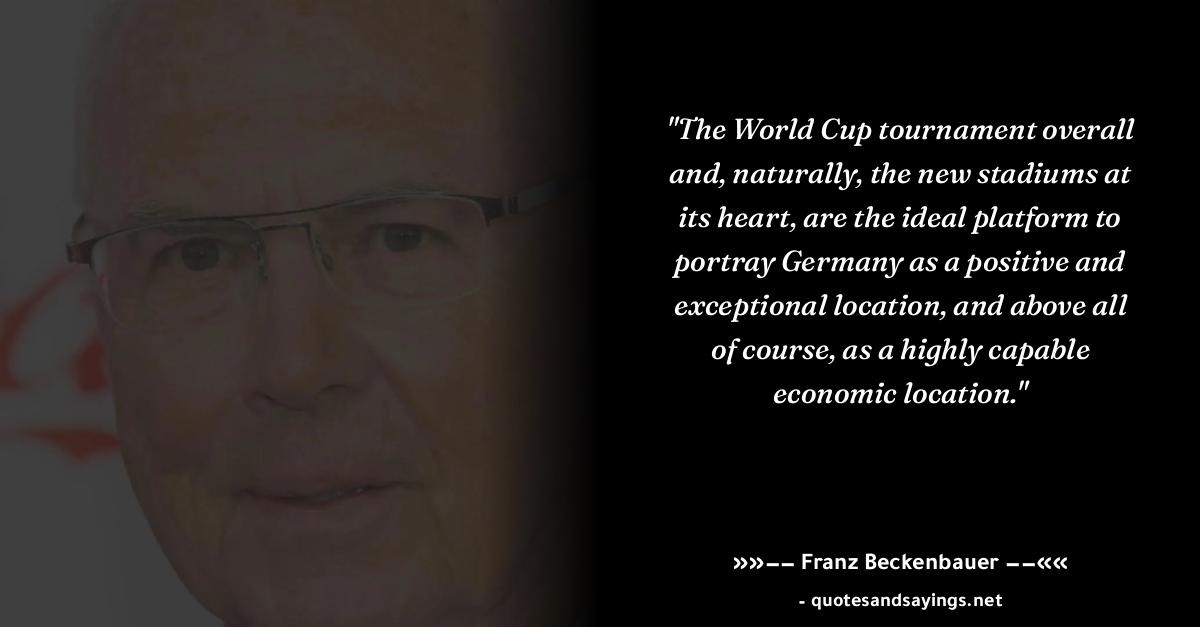 "The World Cup tournament overall
and, naturally, the new stadiums at
its heart, are the ideal platform to
portray Germany as a positive and
exceptional location, and above all
of course, as a highly capable
economic location."
»»–– Franz Beckenbauer ––««
- quotesandsayings.net